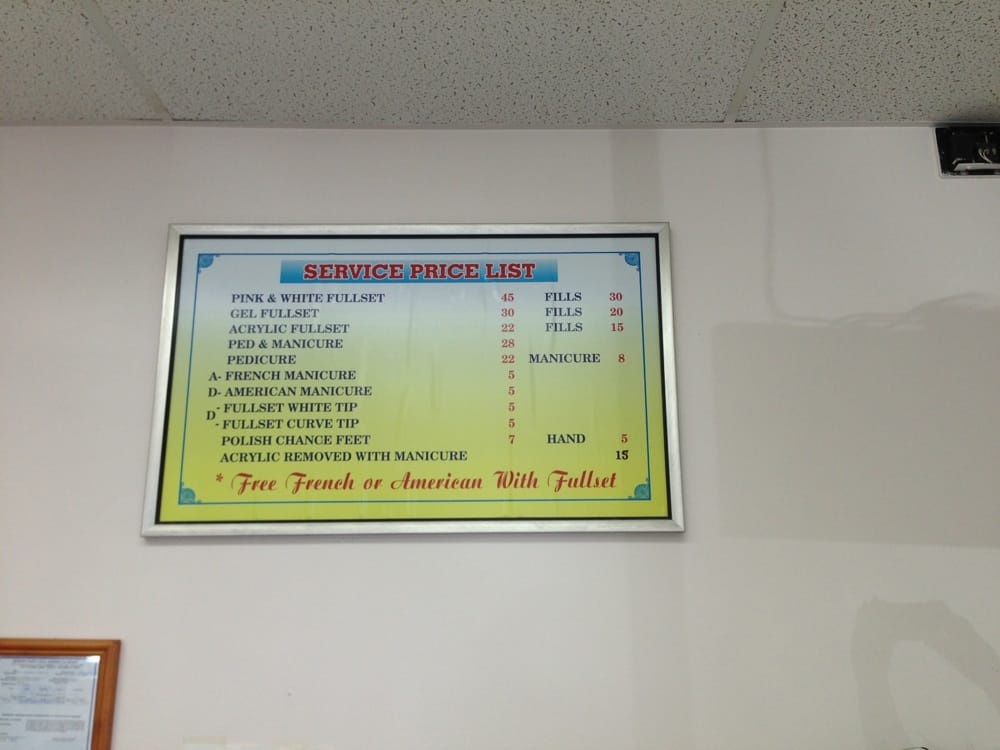 SERVICE PRICE LIST
PINK & WHITE FULLSET 45 FILLS 30
GEL FULLSET 30 FILLS 20
ACRYLIC FULLSET 22 FILLS 15
PED & MANICURE 28
PEDICURE 22 MANICURE 8
A- FRENCH MANICURE 5
D- AMERICAN MANICURE 5
D - FULLSET WHITE TIP 5
- FULLSET CURVE TIP 5
POLISH CHANCE FEET 7 HAND 5
ACRYLIC REMOVED WITH MANICURE 15
* Free French or American With Fullset